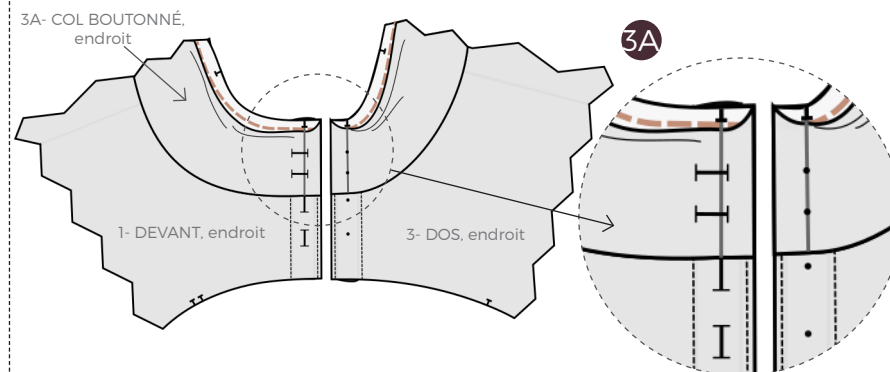 3A- COL BOUTONNÉ,
endroit
3A
1- DEVANT, endroit
3- DOS, endroit